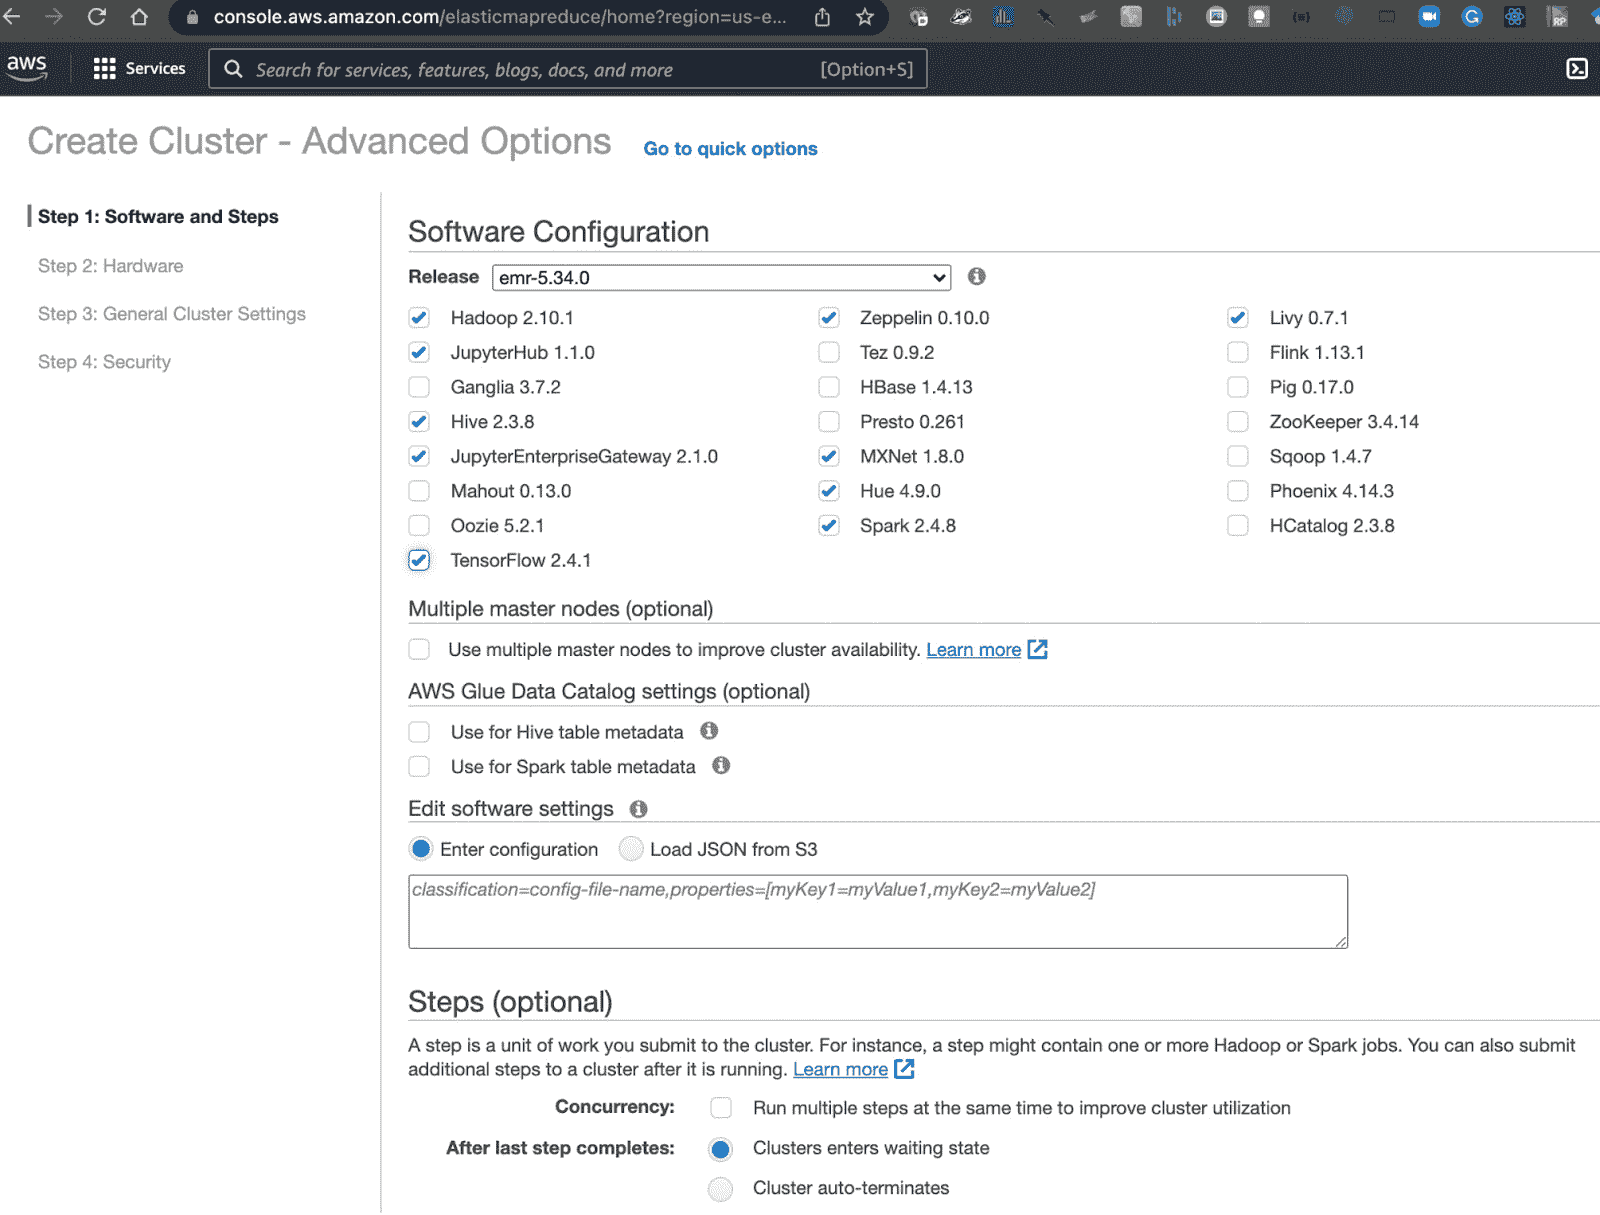 console.aws.amazon.com/elasticmapreduce/home?region=us-e...
aws
Services
Search for services, features, blogs, docs, and more
[Option+S]
Create Cluster - Advanced Options
Go to quick options
Step 1: Software and Steps
Step 2: Hardware
Step 3: General Cluster Settings
Step 4: Security
Software Configuration
Release emr-5.34.0
Hadoop 2.10.1 Zeppelin 0.10.0 Livy 0.7.1
JupyterHub 1.1.0 Tez 0.9.2 Flink 1.13.1
Ganglia 3.7.2 HBase 1.4.13 Pig 0.17.0
Hive 2.3.8 Presto 0.261 ZooKeeper 3.4.14
JupyterEnterpriseGateway 2.1.0 MXNet 1.8.0 Sqoop 1.4.7
Mahout 0.13.0 Hue 4.9.0 Phoenix 4.14.3
Oozie 5.2.1 Spark 2.4.8 HCatalog 2.3.8
TensorFlow 2.4.1
Multiple master nodes (optional)
Use multiple master nodes to improve cluster availability. Learn more
AWS Glue Data Catalog settings (optional)
Use for Hive table metadata
Use for Spark table metadata
Edit software settings
Enter configuration Load JSON from S3
classification=config-file-name,properties=[myKey1=myValue1,myKey2=myValue2]
Steps (optional)
A step is a unit of work you submit to the cluster. For instance, a step might contain one or more Hadoop or Spark jobs. You can also submit
additional steps to a cluster after it is running. Learn more
Concurrency: Run multiple steps at the same time to improve cluster utilization
After last step completes: Clusters enters waiting state
Cluster auto-terminates